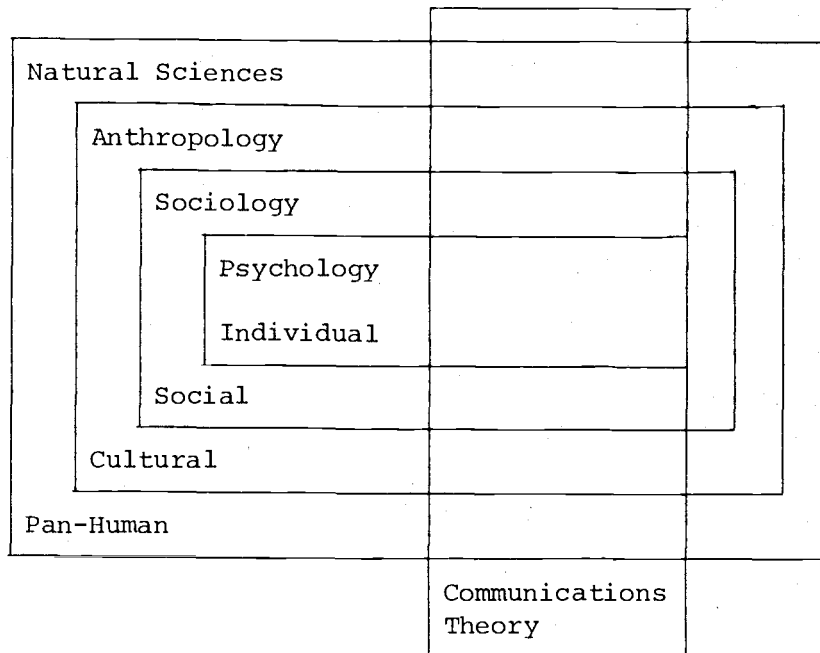 Natural Sciences
Anthropology
Sociology
Psychology
Individual
Social
Cultural
Pan-Human
Communications
Theory